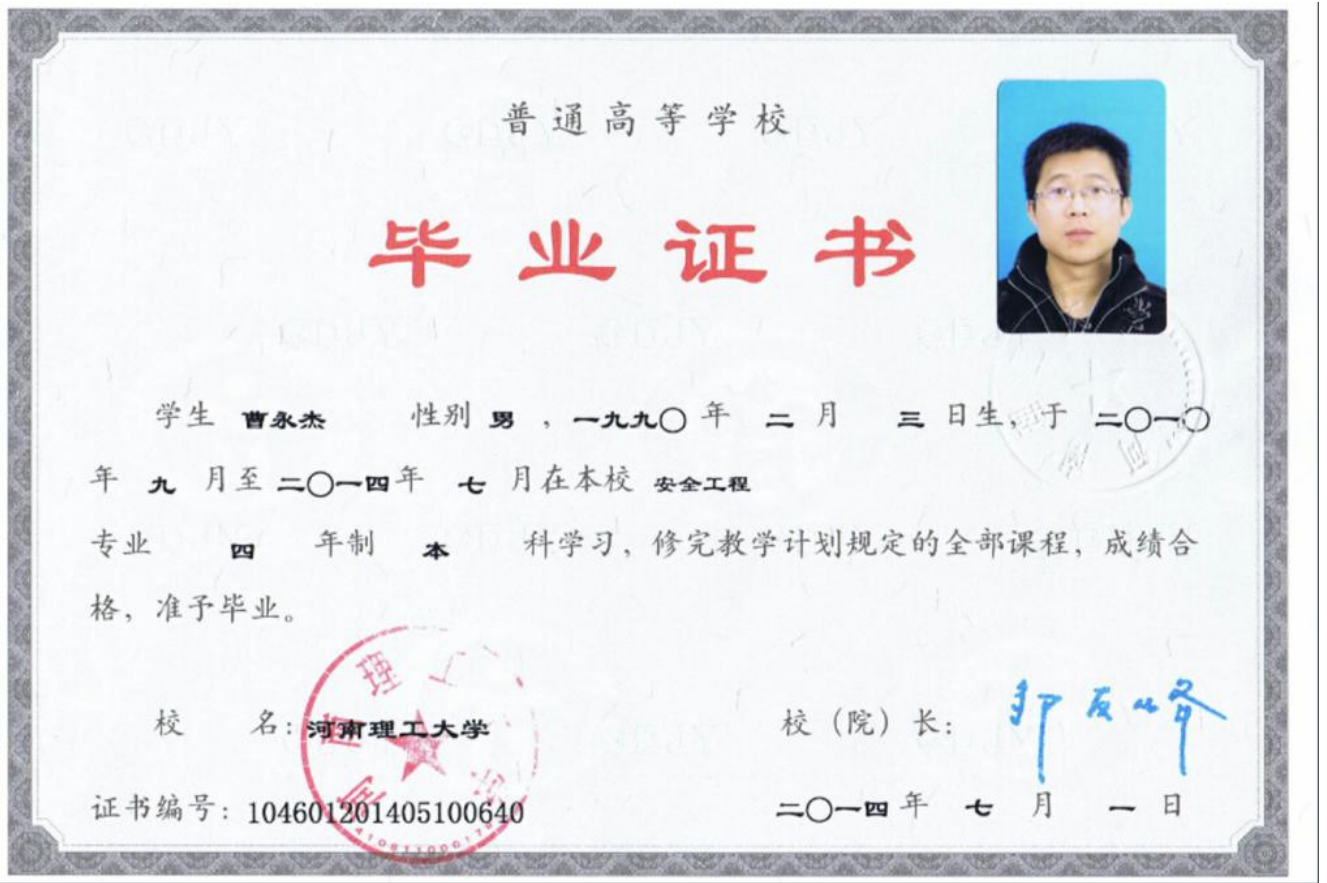 普通高等学校
毕业证书
学生 曹永杰 性别 男 ，一九九〇 年 二 月 三 日生，于 二〇一〇
年 九 月至 二〇一四年 七 月在本校 安全工程
专业 四 年制 本 科学习，修完教学计划规定的全部课程，成绩合
格，准予毕业。
校 名：河南理工大学 校（院）长：
证书编号：104601201405100640 二〇一四 年 七 月 一 日